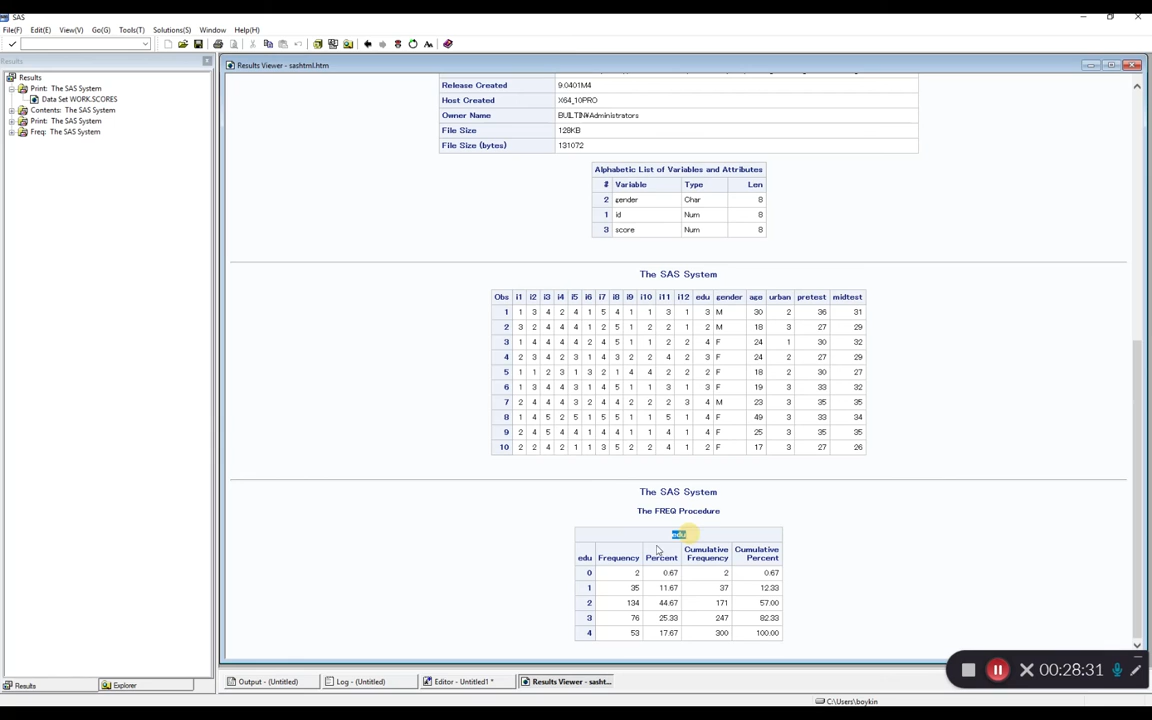 SAS
File(F) Edit(E) View(V) Go(G) Tools(T) Solutions(S) Window Help(H)
Results
Results Viewer - sashtml.htm
Results
Print: The SAS System
Data Set WORK.SCORES
Contents: The SAS System
Print: The SAS System
Freq: The SAS System
Release Created 9.0401M4
Host Created X64_10PRO
Owner Name BUILTIN¥Administrators
File Size 128KB
File Size (bytes) 131072
Alphabetic List of Variables and Attributes
# Variable Type Len
2 gender Char 8
1 id Num 8
3 score Num 8
The SAS System
Obs i1 i2 i3 i4 i5 i6 i7 i8 i9 i10 i11 i12 edu gender age urban pretest midtest
1 1 3 4 2 4 1 5 4 1 1 3 1 3 M 30 2 36 31
2 3 2 4 4 4 1 2 5 1 2 2 1 2 M 18 3 27 29
3 1 4 4 4 4 2 4 5 1 1 2 2 4 F 24 1 30 32
4 2 3 4 2 3 1 4 3 2 2 4 2 3 F 24 2 27 29
5 1 1 2 3 1 3 2 1 4 4 2 2 2 F 18 2 30 27
6 1 3 4 4 3 1 4 5 1 1 3 1 3 F 19 3 33 32
7 2 4 4 4 3 2 4 4 2 2 2 3 4 M 23 3 35 35
8 1 4 5 2 5 1 5 5 1 1 5 1 4 F 49 3 33 34
9 2 4 5 4 4 1 4 4 1 1 4 1 4 F 25 3 35 35
10 2 2 4 2 1 1 3 5 2 2 4 1 2 F 17 3 27 26
The SAS System
The FREQ Procedure
edu
edu Frequency Percent Cumulative Frequency Cumulative Percent
0 2 0.67 2 0.67
1 35 11.67 37 12.33
2 134 44.67 171 57.00
3 76 25.33 247 82.33
4 53 17.67 300 100.00
00:28:31
Results Explorer Output - (Untitled) Log - (Untitled) Editor - Untitled1 * Results Viewer - sasht...
C:\Users\boykin